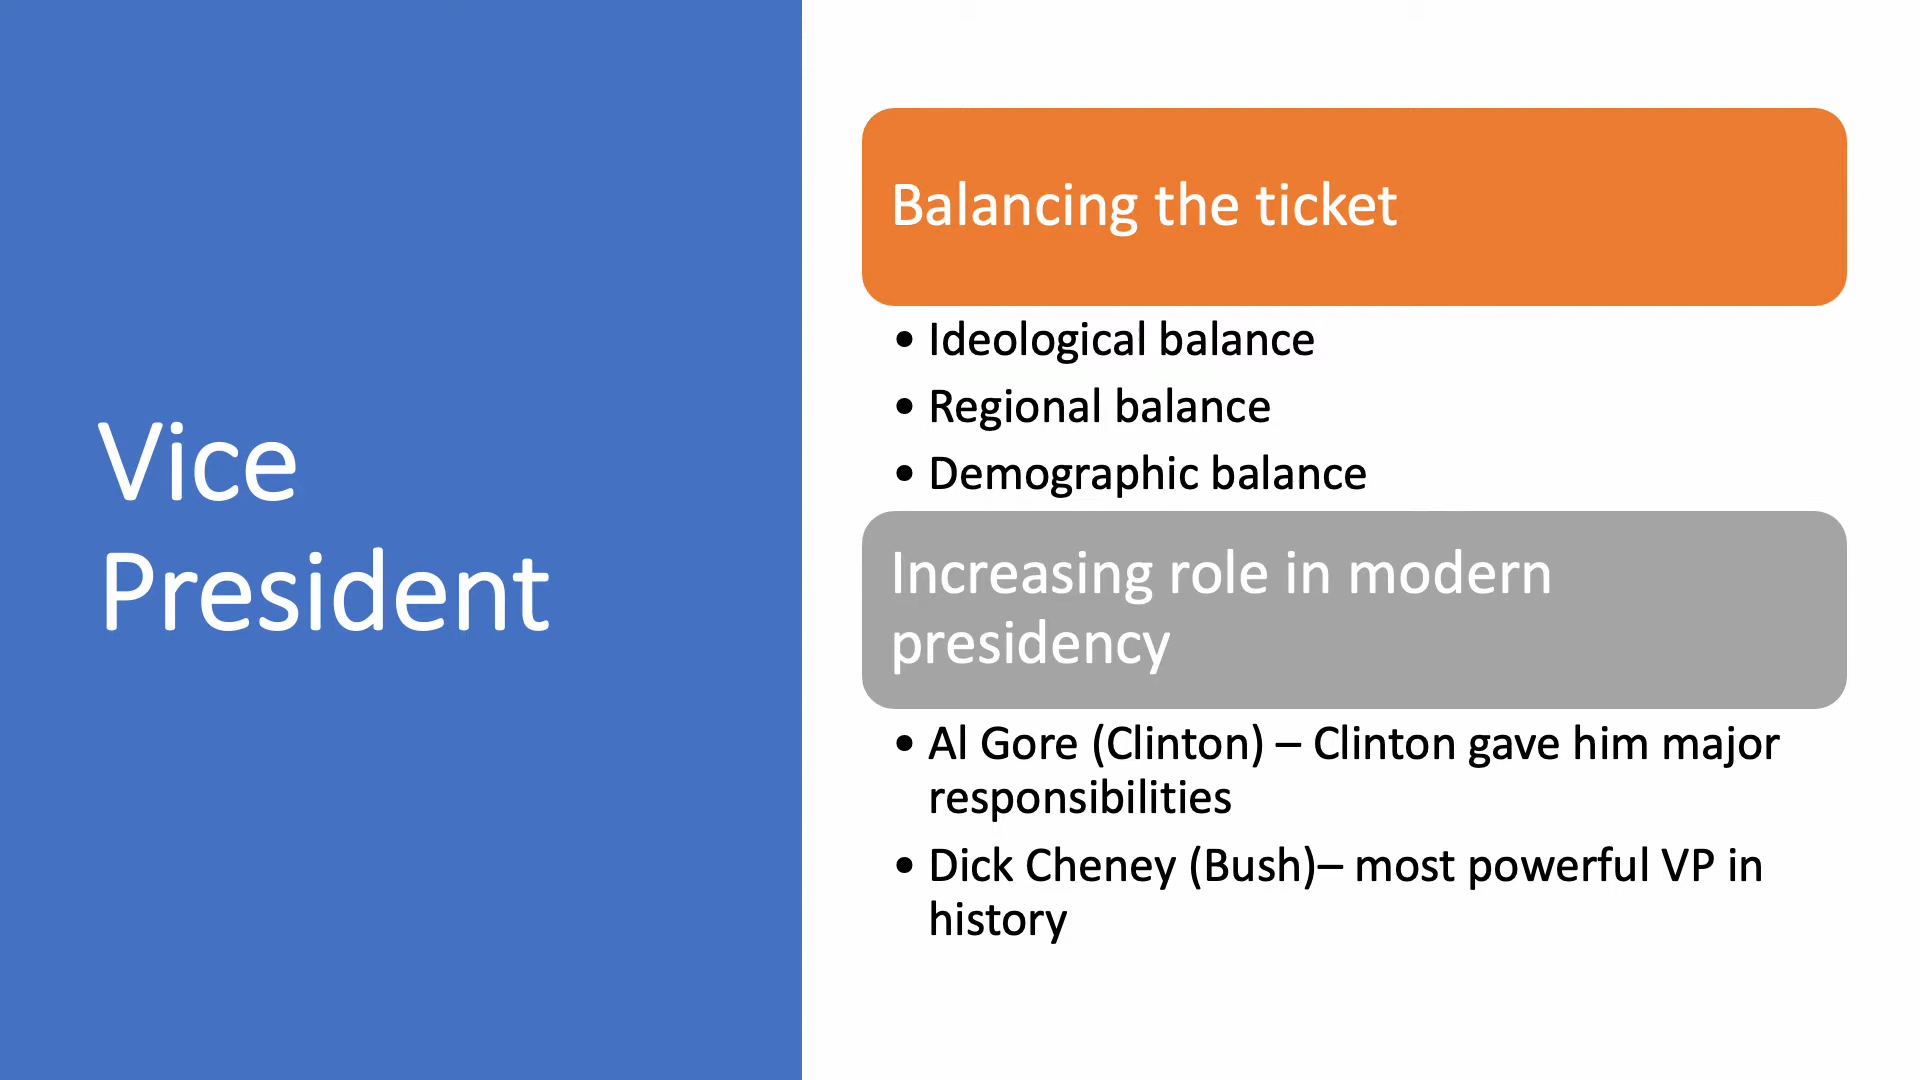 Vice
President
Balancing the ticket
• Ideological balance
• Regional balance
• Demographic balance
Increasing role in modern
presidency
• Al Gore (Clinton) – Clinton gave him major
responsibilities
• Dick Cheney (Bush)– most powerful VP in
history